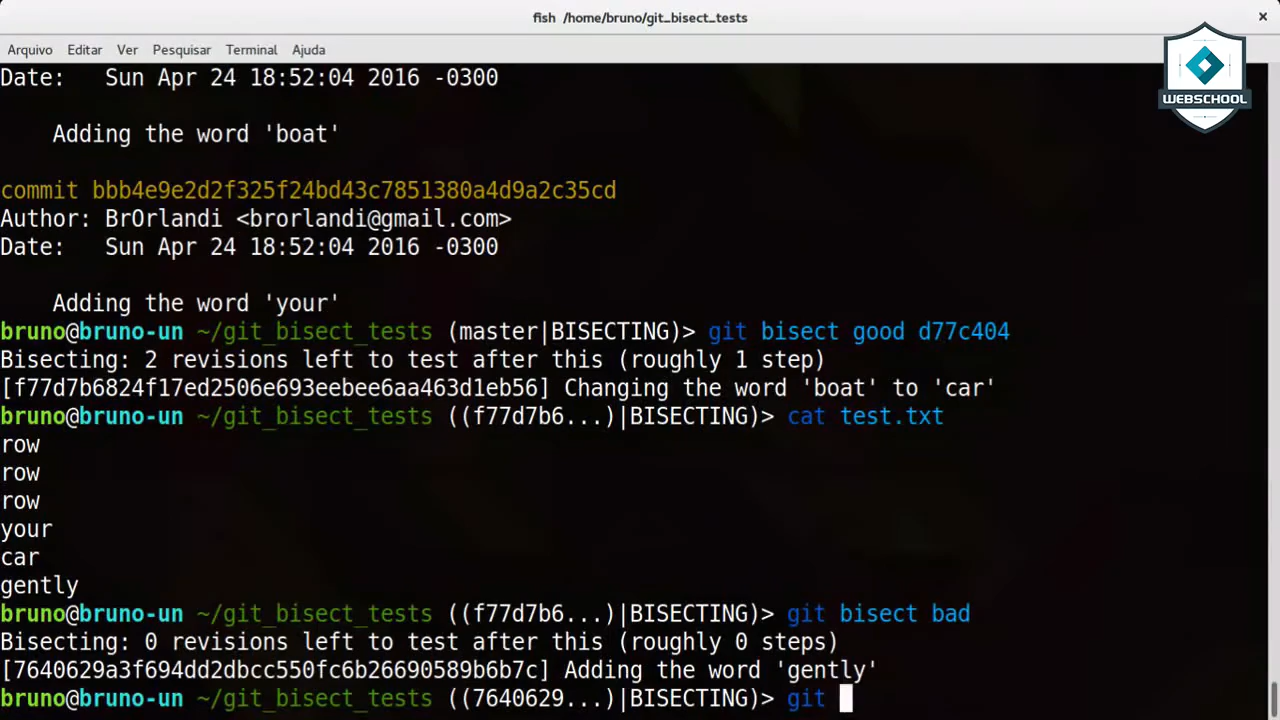 fish /home/bruno/git_bisect_tests ×
Arquivo Editar Ver Pesquisar Terminal Ajuda
WEBSCHOOL
Date:   Sun Apr 24 18:52:04 2016 -0300
Adding the word 'boat'
commit bbb4e9e2d2f325f24bd43c7851380a4d9a2c35cd
Author: BrOrlandi <brorlandi@gmail.com>
Date:   Sun Apr 24 18:52:04 2016 -0300
Adding the word 'your'
bruno@bruno-un ~/git_bisect_tests (master|BISECTING)> git bisect good d77c404
Bisecting: 2 revisions left to test after this (roughly 1 step)
[f77d7b6824f17ed2506e693eebee6aa463d1eb56] Changing the word 'boat' to 'car'
bruno@bruno-un ~/git_bisect_tests ((f77d7b6...)|BISECTING)> cat test.txt
row
row
row
your
car
gently
bruno@bruno-un ~/git_bisect_tests ((f77d7b6...)|BISECTING)> git bisect bad
Bisecting: 0 revisions left to test after this (roughly 0 steps)
[7640629a3f694dd2dbcc550fc6b26690589b6b7c] Adding the word 'gently'
bruno@bruno-un ~/git_bisect_tests ((7640629...)|BISECTING)> git